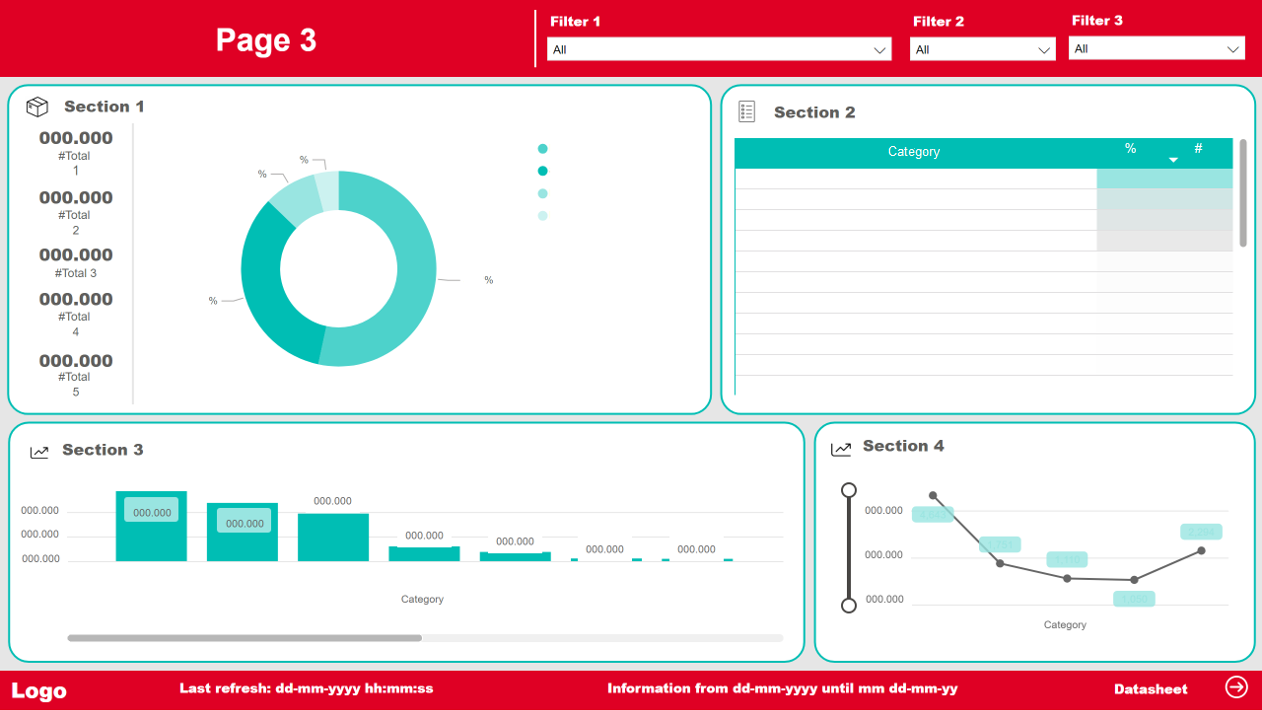 Page 3
Filter 1
All
Filter 2
All
Filter 3
All
Section 1
000.000
#Total
1
000.000
#Total
2
000.000
#Total 3
000.000
#Total
4
000.000
#Total
5
%
%
%
%
Section 2
Category
%
#
Section 3
000.000
000.000
000.000
000.000
000.000
000.000
000.000
000.000
000.000
000.000
Category
Section 4
000.000
000.000
000.000
Category
Logo
Last refresh: dd-mm-yyyy hh:mm:ss
Information from dd-mm-yyyy until mm dd-mm-yy
Datasheet